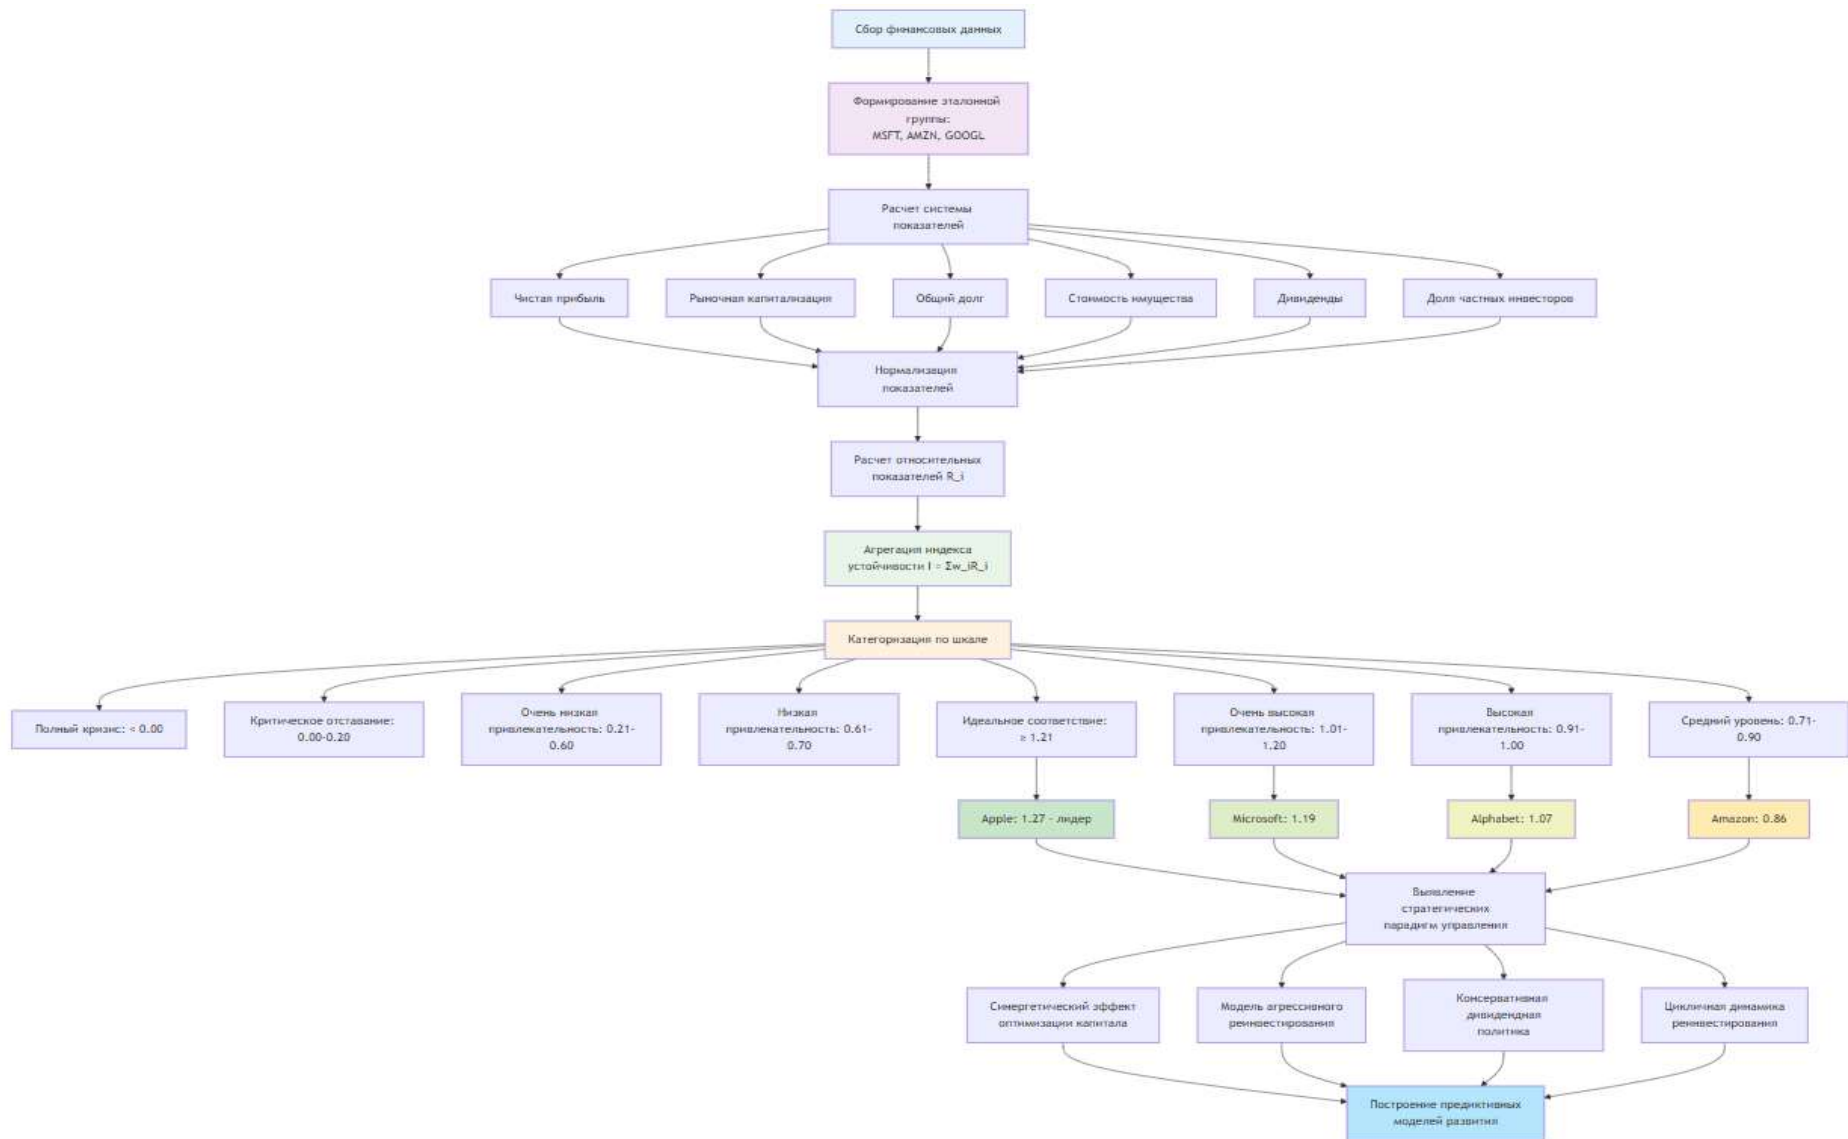 Сбор финансовых данных
Формирование эталонной
группы:
MSFT, AMZN, GOOGL
Расчет системы
показателей
Чистая прибыль
Рыночная капитализация
Общий долг
Стоимость имущества
Дивиденды
Доля частных инвесторов
Нормализация
показателей
Расчет относительных
показателей R_i
Агрегация индекса
устойчивости I = Σw_iR_i
Категоризация по шкале
Полный кризис: < 0.00
Критическое отставание:
0.00-0.20
Очень низкая
привлекательность: 0.21-
0.60
Низкая
привлекательность: 0.61-
0.70
Идеальное соответствие:
≥ 1.21
Очень высокая
привлекательность: 1.01-
1.20
Высокая
привлекательность: 0.91-
1.00
Средний уровень: 0.71-
0.90
Apple: 1.27 - лидер
Microsoft: 1.19
Alphabet: 1.07
Amazon: 0.86
Выявление
стратегических
парадигм управления
Синергетический эффект
оптимизации капитала
Модель агрессивного
реинвестирования
Консервативная
дивидендная
политика
Цикличная динамика
реинвестирования
Построение предиктивных
моделей развития